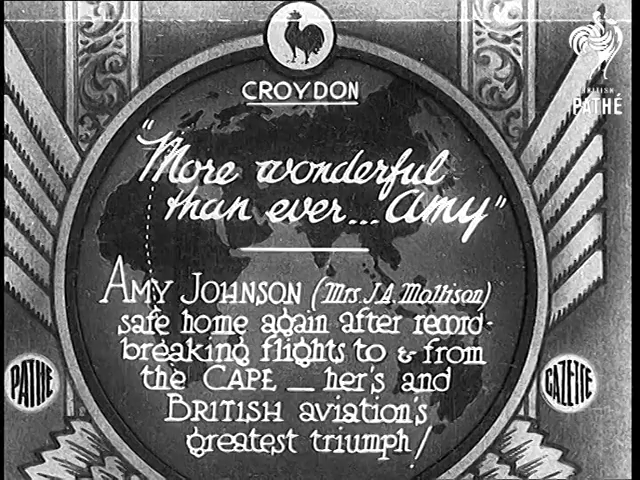 CROYDON
BRITISH
PATHÉ
"More wonderful
than ever... Amy"
AMY JOHNSON (Mrs. J.A. Mollison)
safe home again after record-
breaking flights to & from
the CAPE — her's and
BRITISH aviation's
greatest triumph!
PATHE
GAZETTE